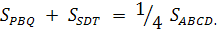 S_PBQ + S_SDT = 1/4 S_ABCD.